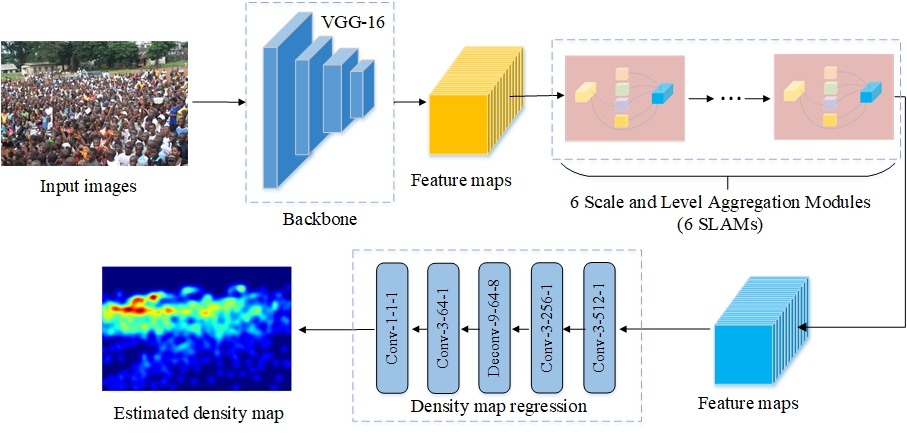 VGG-16
Input images
Backbone
Feature maps
6 Scale and Level Aggregation Modules
(6 SLAMs)
Estimated density map
Conv-1-1-1
Conv-3-64-1
Deconv-9-64-8
Conv-3-256-1
Conv-3-512-1
Density map regression
Feature maps